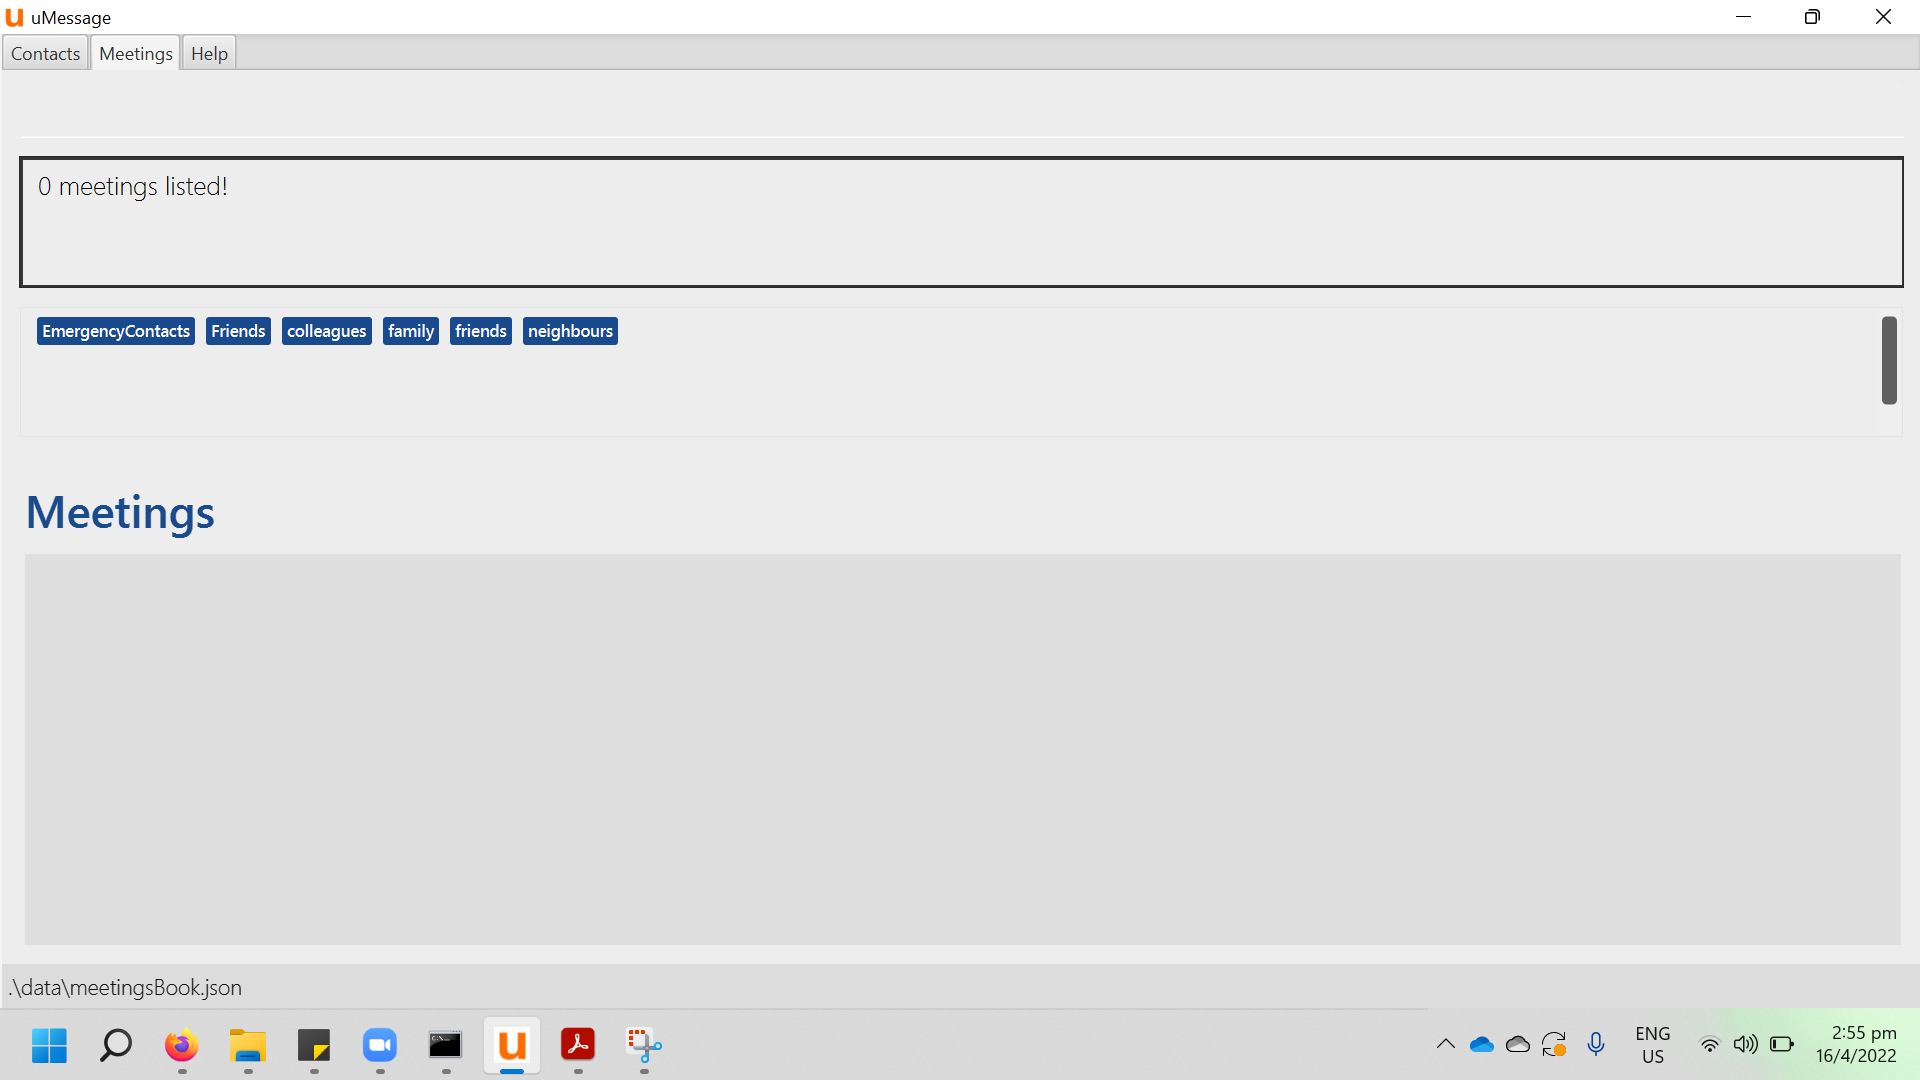 uMessage
Contacts Meetings Help
0 meetings listed!
EmergencyContacts Friends colleagues family friends neighbours
Meetings
.\data\meetingsBook.json
ENG
US
2:55 pm
16/4/2022